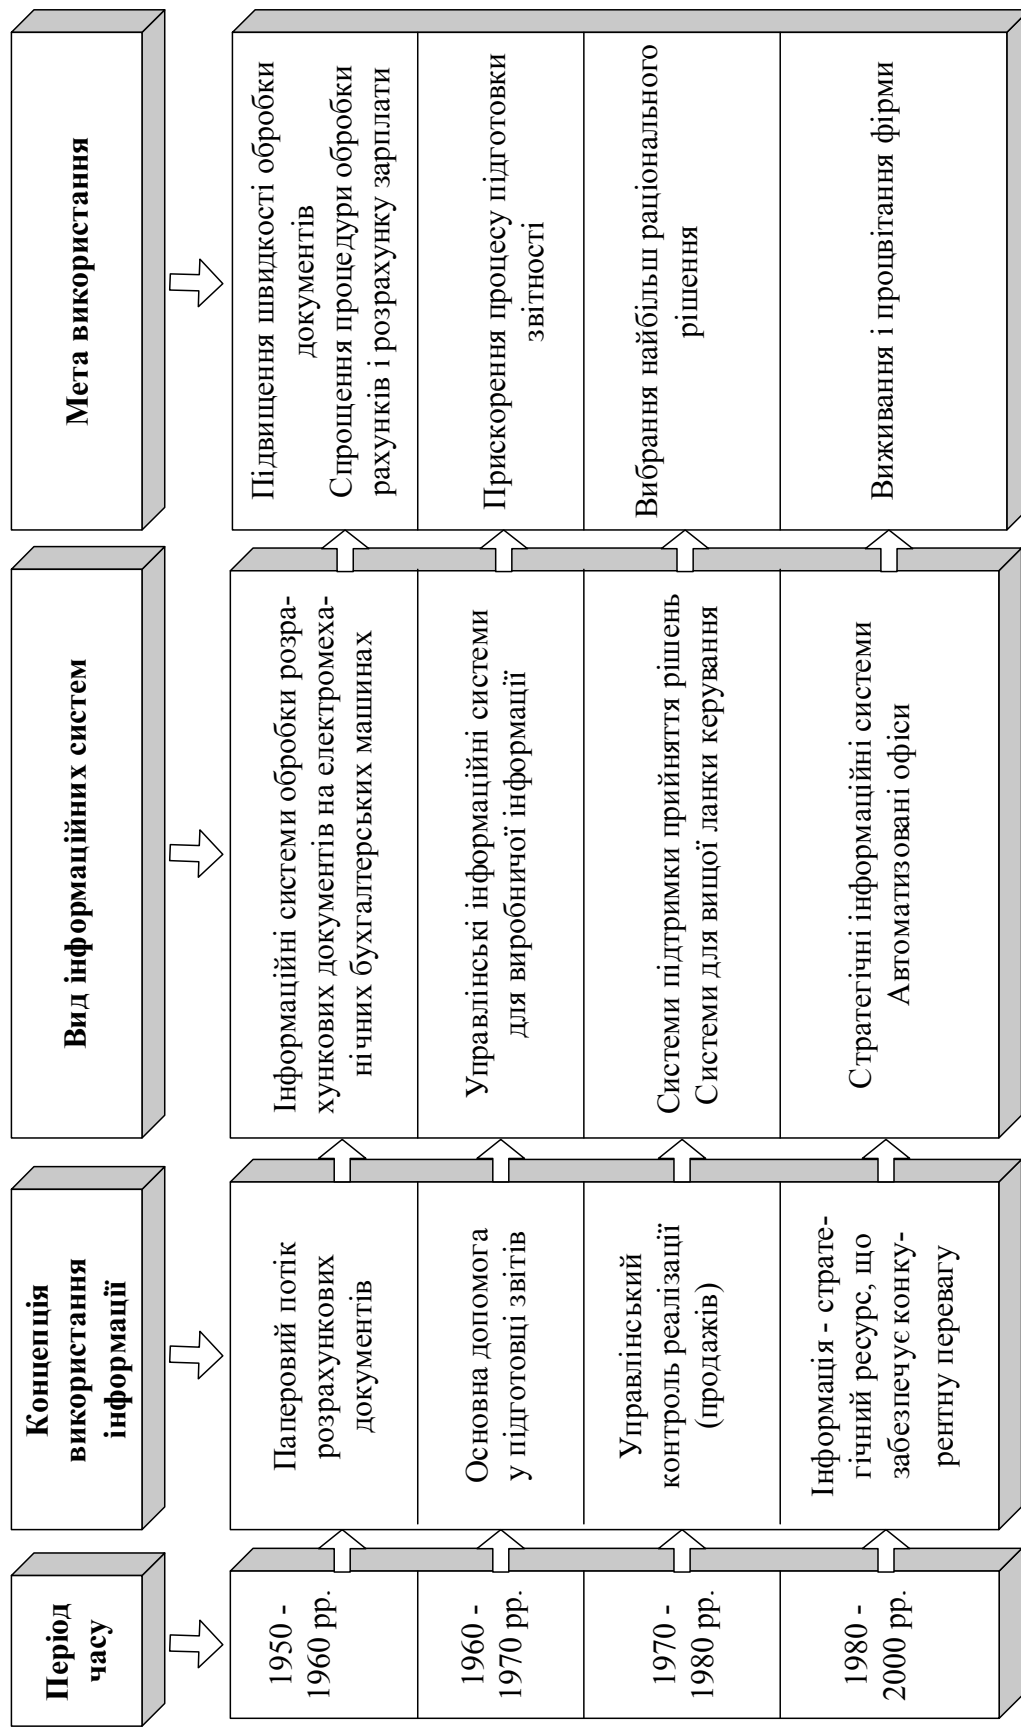 Період
часу
Концепція
використання
інформації
Вид інформаційних систем
Мета використання
1950 -
1960 рр.
Паперовий потік
розрахункових
документів
Інформаційні системи обробки розра-
хункових документів на електромеха-
нічних бухгалтерських машинах
Підвищення швидкості обробки
документів
Спрощення процедури обробки
рахунків і розрахунку зарплати
1960 -
1970 рр.
Основна допомога
у підготовці звітів
Управлінські інформаційні системи
для виробничої інформації
Прискорення процесу підготовки
звітності
1970 -
1980 рр.
Управлінський
контроль реалізації
(продажів)
Системи підтримки прийняття рішень
Системи для вищої ланки керування
Вибрання найбільш раціонального
рішення
1980 -
2000 рр.
Інформація - страте-
гічний ресурс, що
забезпечує конку-
рентну перевагу
Стратегічні інформаційні системи
Автоматизовані офіси
Виживання і процвітання фірми